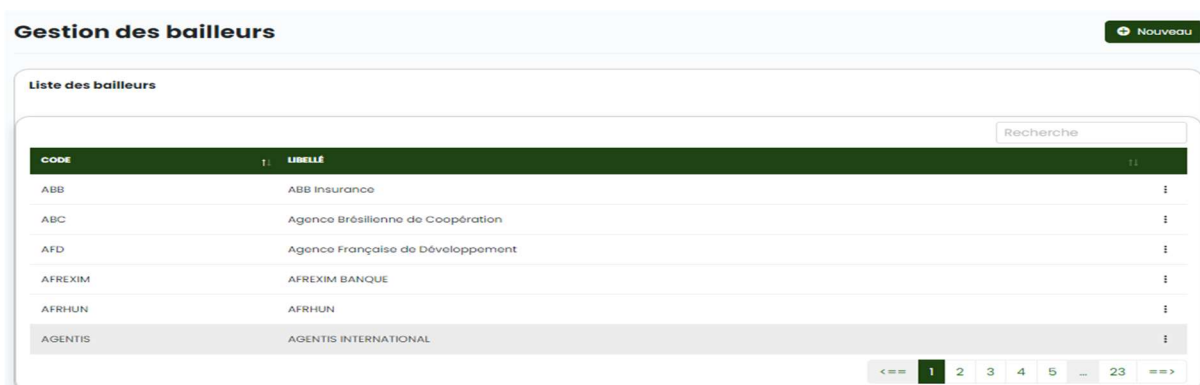 Gestion des bailleurs
Nouveau
Liste des bailleurs
Recherche
CODE LIBELLÉ
ABB ABB Insurance
ABC Agence Brésilienne de Coopération
AFD Agence Française de Développement
AFREXIM AFREXIM BANQUE
AFRHUN AFRHUN
AGENTIS AGENTIS INTERNATIONAL
<== 1 2 3 4 5 ... 23 ==>